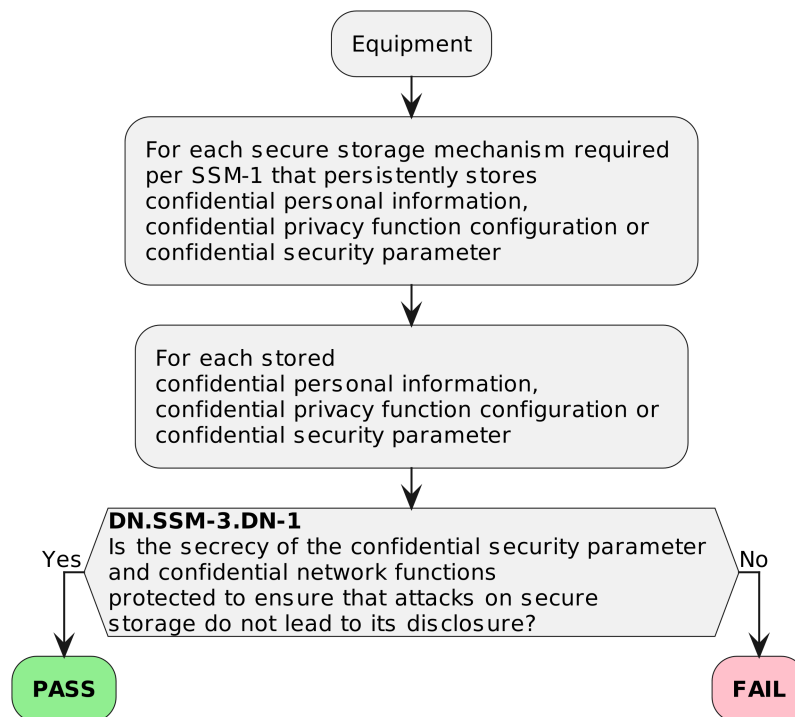 Equipment
For each secure storage mechanism required
per SSM-1 that persistently stores
confidential personal information,
confidential privacy function configuration or
confidential security parameter
For each stored
confidential personal information,
confidential privacy function configuration or
confidential security parameter
DN.SSM-3.DN-1
Is the secrecy of the confidential security parameter
and confidential network functions
protected to ensure that attacks on secure
storage do not lead to its disclosure?
Yes
No
PASS
FAIL